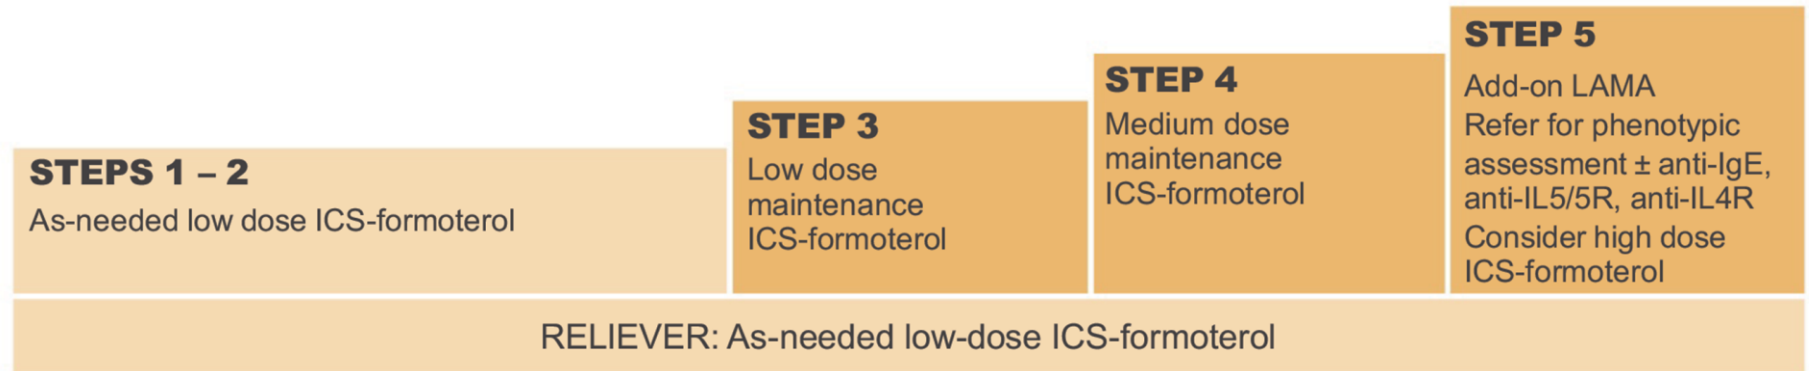 STEPS 1 – 2
As-needed low dose ICS-formoterol
STEP 3
Low dose
maintenance
ICS-formoterol
STEP 4
Medium dose
maintenance
ICS-formoterol
STEP 5
Add-on LAMA
Refer for phenotypic
assessment ± anti-IgE,
anti-IL5/5R, anti-IL4R
Consider high dose
ICS-formoterol
RELIEVER: As-needed low-dose ICS-formoterol